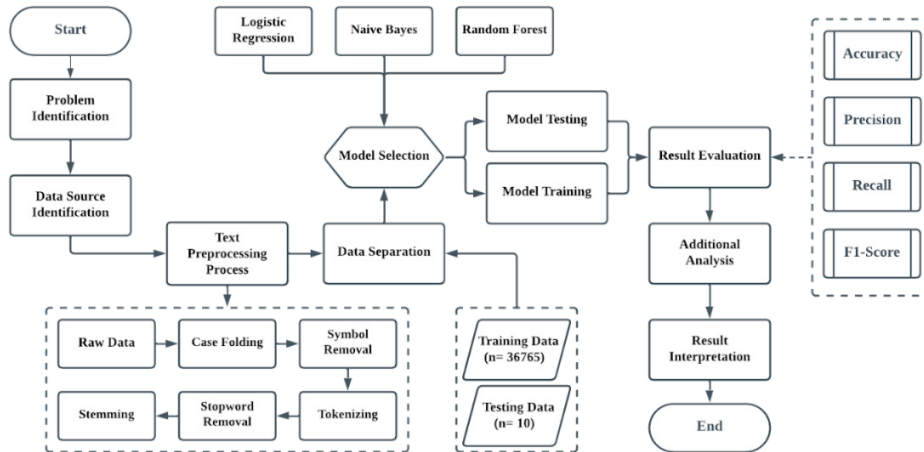 Start
Problem
Identification
Data Source
Identification
Logistic
Regression
Naive Bayes
Random Forest
Model Selection
Model Testing
Model Training
Result Evaluation
Accuracy
Precision
Recall
F1-Score
Text
Preprocessing
Process
Data Separation
Additional
Analysis
Raw Data
Case Folding
Symbol
Removal
Stemming
Stopword
Removal
Tokenizing
Training Data
(n= 36765)
Testing Data
(n= 10)
Result
Interpretation
End